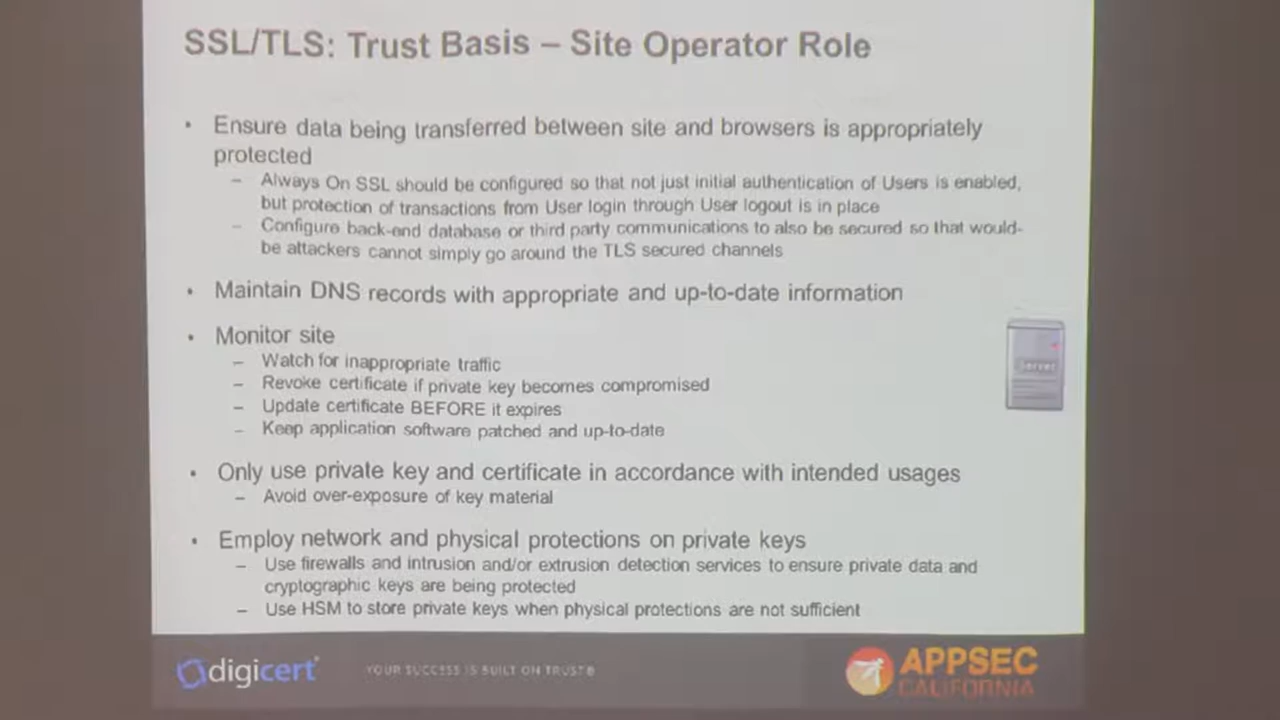 SSL/TLS: Trust Basis – Site Operator Role
• Ensure data being transferred between site and browsers is appropriately
protected
– Always On SSL should be configured so that not just initial authentication of Users is enabled,
but protection of transactions from User login through User logout is in place
– Configure back-end database or third party communications to also be secured so that would-
be attackers cannot simply go around the TLS secured channels
• Maintain DNS records with appropriate and up-to-date information
• Monitor site
– Watch for inappropriate traffic
– Revoke certificate if private key becomes compromised
– Update certificate BEFORE it expires
– Keep application software patched and up-to-date
Server
• Only use private key and certificate in accordance with intended usages
– Avoid over-exposure of key material
• Employ network and physical protections on private keys
– Use firewalls and intrusion and/or extrusion detection services to ensure private data and
cryptographic keys are being protected
– Use HSM to store private keys when physical protections are not sufficient
digicert
YOUR SUCCESS IS BUILT ON TRUST®
APPSEC
CALIFORNIA